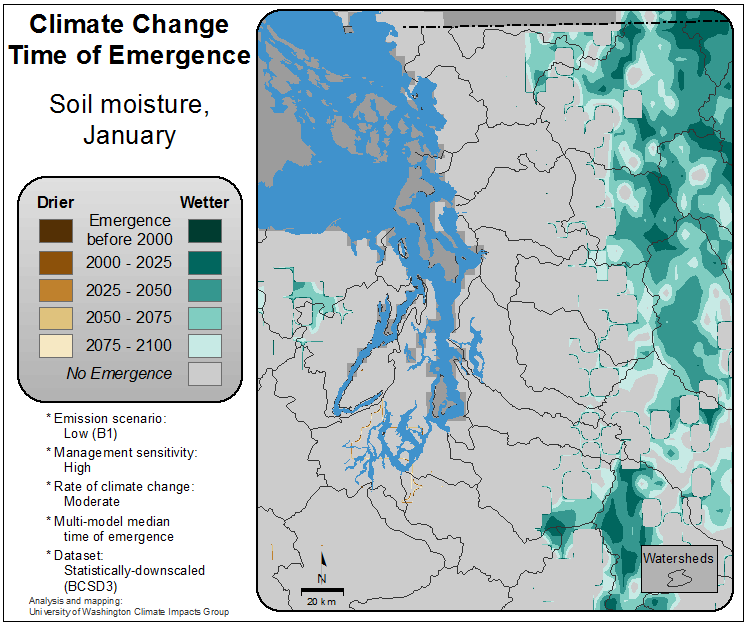 Climate Change
Time of Emergence
Soil moisture,
January
Drier Wetter
Emergence
before 2000
2000 - 2025
2025 - 2050
2050 - 2075
2075 - 2100
No Emergence
* Emission scenario:
Low (B1)
* Management sensitivity:
High
* Rate of climate change:
Moderate
* Multi-model median
time of emergence
* Dataset:
Statistically-downscaled
(BCSD3)
Analysis and mapping:
University of Washington Climate Impacts Group
N
20 km
Watersheds